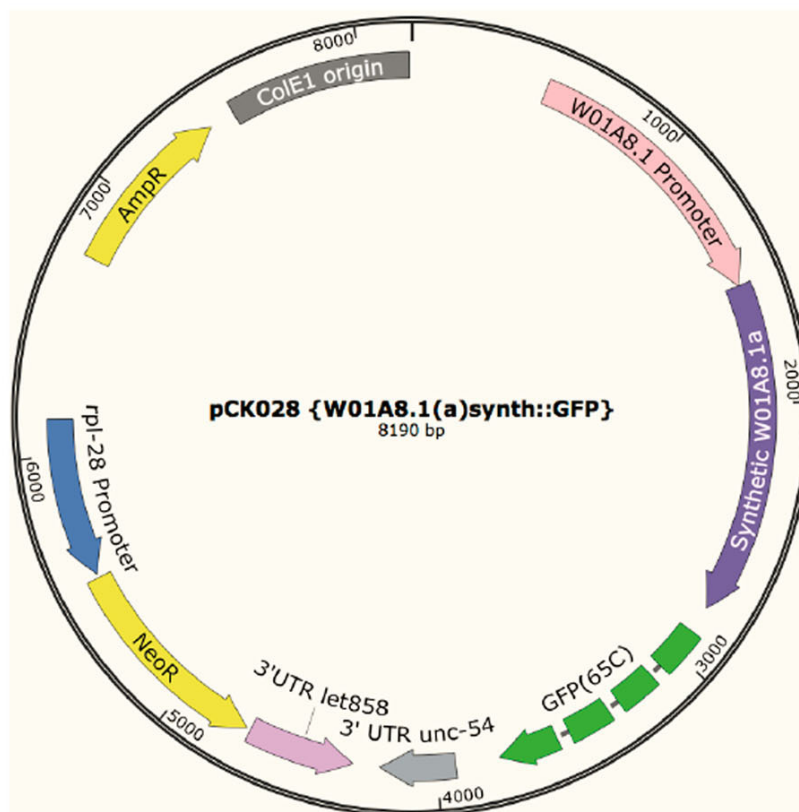 8000
ColE1 origin
W01A8.1 Promoter
1000
AmpR
7000
Synthetic W01A8.1a
2000
pCK028 {W01A8.1(a)synth::GFP}
8190 bp
rpl-28 Promoter
6000
GFP(65C)
3000
NeoR
3'UTR let858
3' UTR unc-54
5000
4000